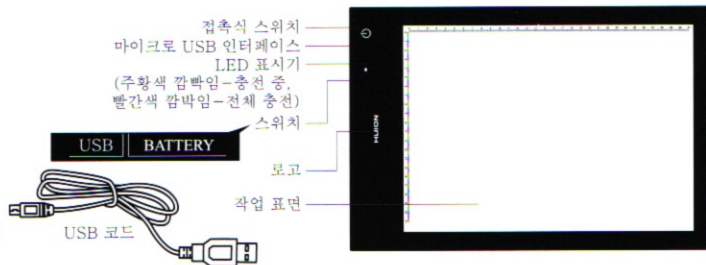 접촉식 스위치
마이크로 USB 인터페이스
LED 표시기
(주황색 깜빡임-충전 중,
빨간색 깜박임-전체 충전)
스위치
USB BATTERY
로고
HUION
작업 표면
USB 코드